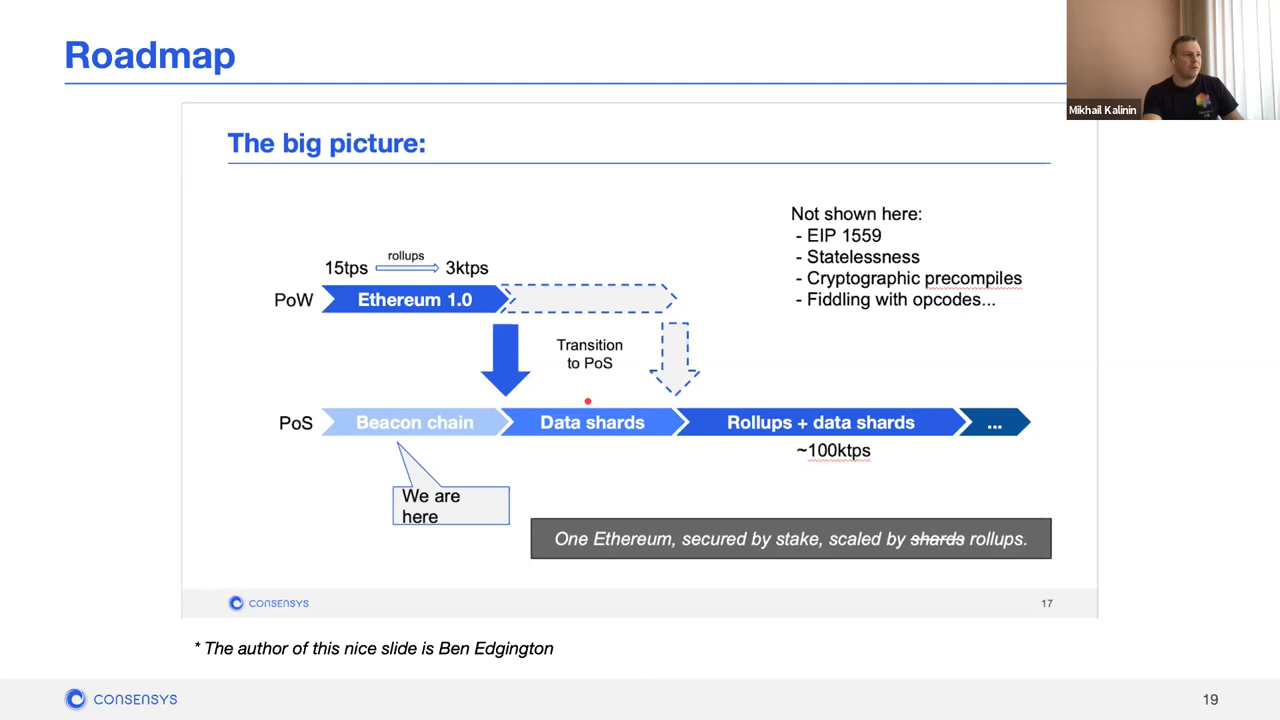 Roadmap
Mikhail Kalinin
The big picture:
Not shown here:
- EIP 1559
- Statelessness
- Cryptographic precompiles
- Fiddling with opcodes...
rollups
15tps 3ktps
PoW Ethereum 1.0
Transition
to PoS
PoS Beacon chain Data shards Rollups + data shards ...
~100ktps
We are
here
One Ethereum, secured by stake, scaled by shards rollups.
CONSENSYS 17
* The author of this nice slide is Ben Edgington
CONSENSYS 19